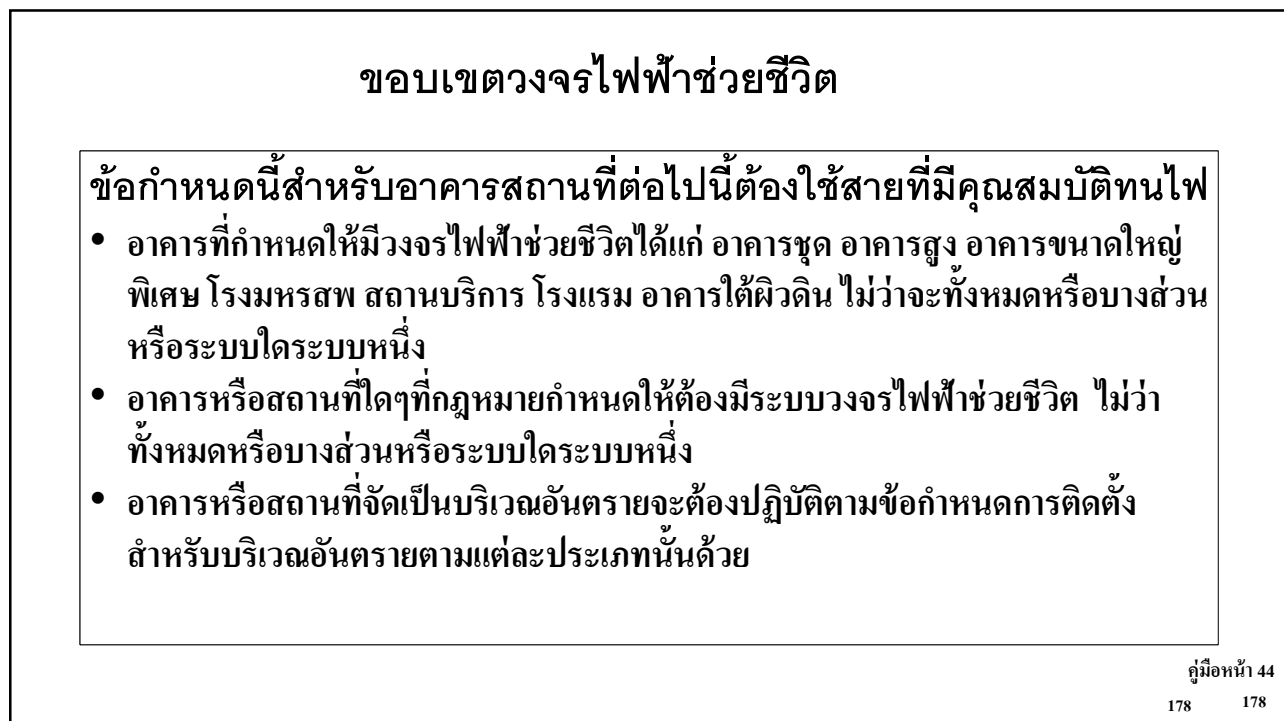 ขอบเขตวงจรไฟฟ้าช่วยชีวิต
ข้อกำหนดนี้สำหรับอาคารสถานที่ต่อไปนี้ต้องใช้สายที่มีคุณสมบัติทนไฟ
• อาคารที่กำหนดให้มีวงจรไฟฟ้าช่วยชีวิตได้แก่ อาคารชุด อาคารสูง อาคารขนาดใหญ่
พิเศษ โรงมหรสพ สถานบริการ โรงแรม อาคารใต้ผิวดิน ไม่ว่าจะทั้งหมดหรือบางส่วน
หรือระบบใดระบบหนึ่ง
• อาคารหรือสถานที่ใดๆที่กฎหมายกำหนดให้ต้องมีระบบวงจรไฟฟ้าช่วยชีวิต ไม่ว่า
ทั้งหมดหรือบางส่วนหรือระบบใดระบบหนึ่ง
• อาคารหรือสถานที่จัดเป็นบริเวณอันตรายจะต้องปฏิบัติตามข้อกำหนดการติดตั้ง
สำหรับบริเวณอันตรายตามแต่ละประเภทนั้นด้วย
คู่มือหน้า 44
178 178